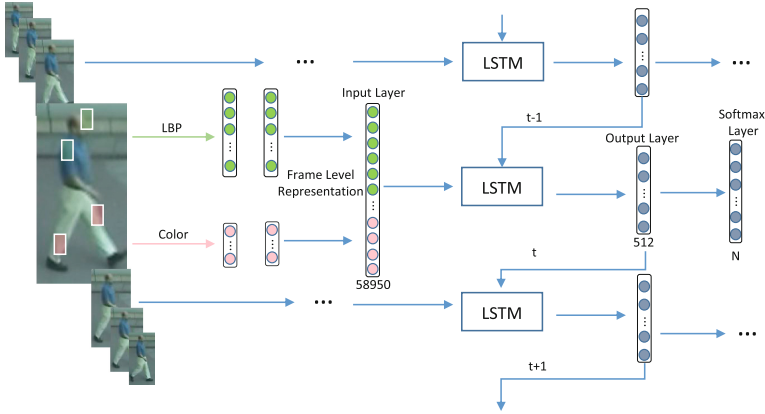 ...
...
LSTM
...
Input Layer
t-1
LBP
Softmax
Layer
Output Layer
Frame Level
Representation
LSTM
Color
512
N
t
58950
...
LSTM
...
t+1